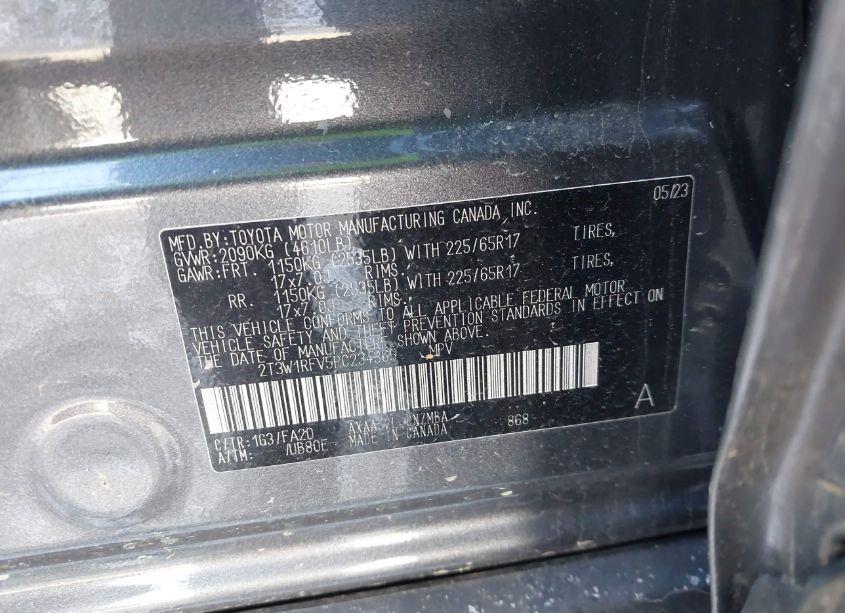 05/23
MFD.BY:TOYOTA MOTOR MANUFACTURING CANADA, INC.
GVWR:2090KG (4610LB)
GAWR:FRT. 1150KG (2535LB) WITH 225/65R17 TIRES,
17x7.0J RIMS,
RR. 1150KG (2535LB) WITH 225/65R17 TIRES,
17x7.0J RIMS,
THIS VEHICLE CONFORMS TO ALL APPLICABLE FEDERAL MOTOR
VEHICLE SAFETY AND THEFT PREVENTION STANDARDS IN EFFECT ON
THE DATE OF MANUFACTURE SHOWN ABOVE.
MPV
C/TR:1G3/FA20
A/TM: /UB80F
MADE IN CANADA
868
A